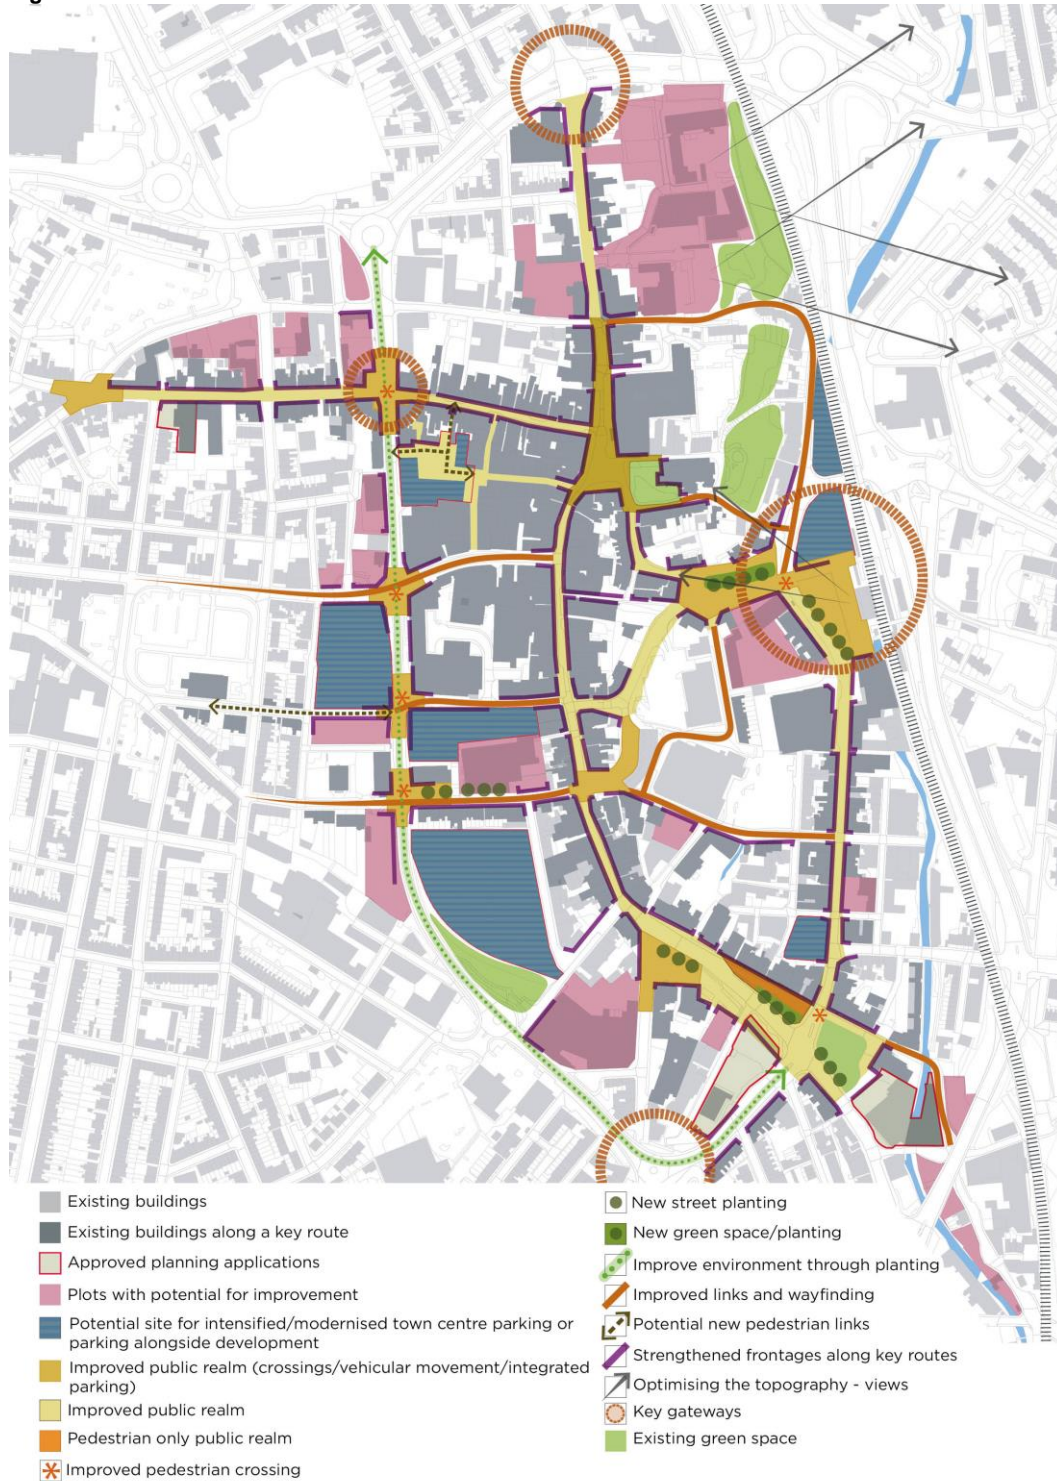 Existing buildings
Existing buildings along a key route
Approved planning applications
Plots with potential for improvement
Potential site for intensified/modernised town centre parking or
parking alongside development
Improved public realm (crossings/vehicular movement/integrated
parking)
Improved public realm
Pedestrian only public realm
Improved pedestrian crossing
New street planting
New green space/planting
Improve environment through planting
Improved links and wayfinding
Potential new pedestrian links
Strengthened frontages along key routes
Optimising the topography - views
Key gateways
Existing green space